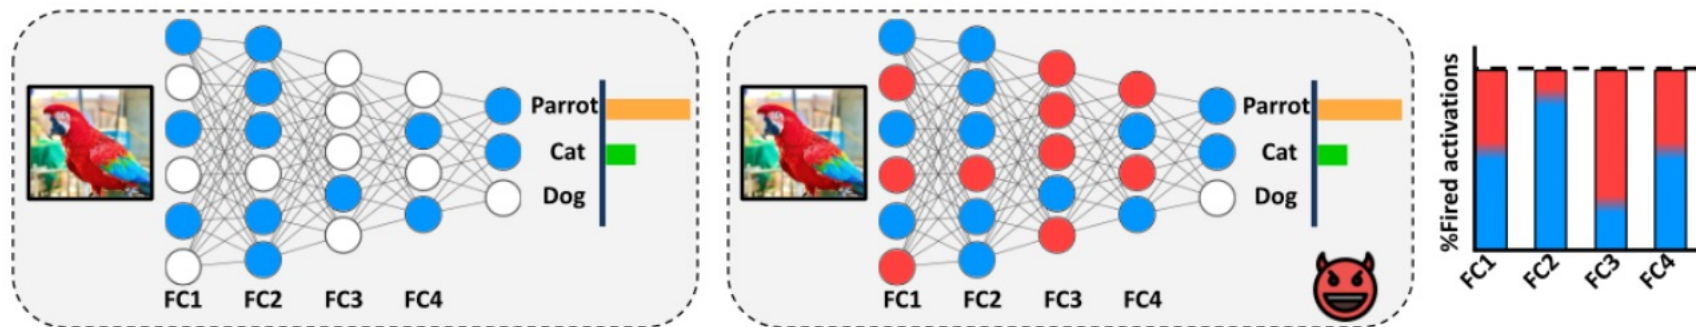 Parrot
Cat
Dog
FC1 FC2 FC3 FC4
Parrot
Cat
Dog
FC1 FC2 FC3 FC4
%Fired activations
FC1 FC2 FC3 FC4